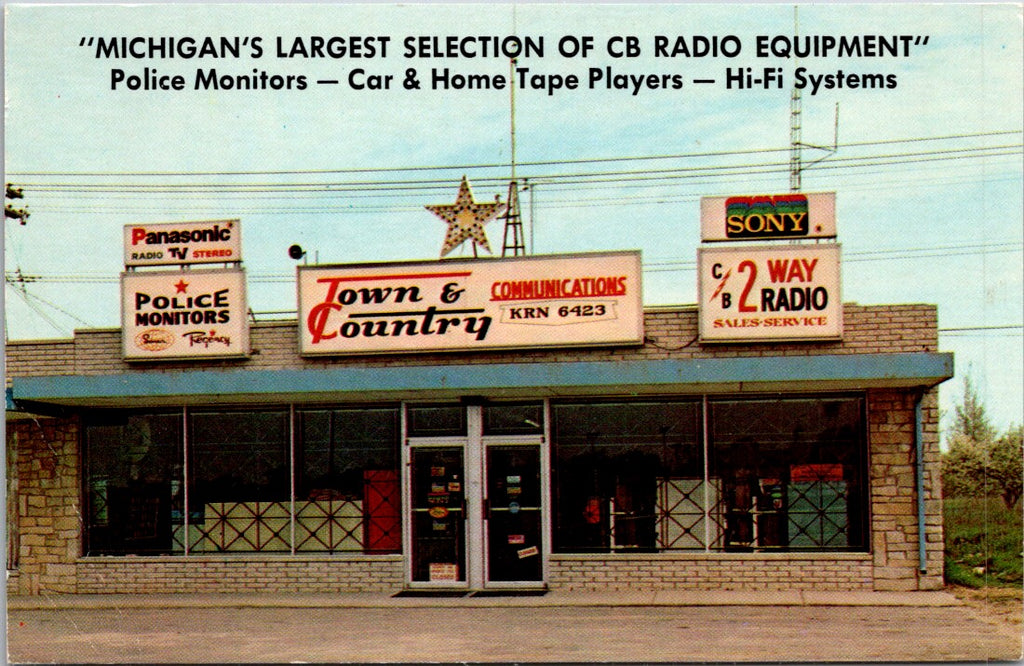 "MICHIGAN'S LARGEST SELECTION OF CB RADIO EQUIPMENT"
Police Monitors — Car & Home Tape Players — Hi-Fi Systems
Panasonic
RADIO TV STEREO
POLICE
MONITORS
Regency
Town &
Country
COMMUNICATIONS
KRN 6423
SONY
C/B 2 WAY
RADIO
SALES-SERVICE
CLOSED